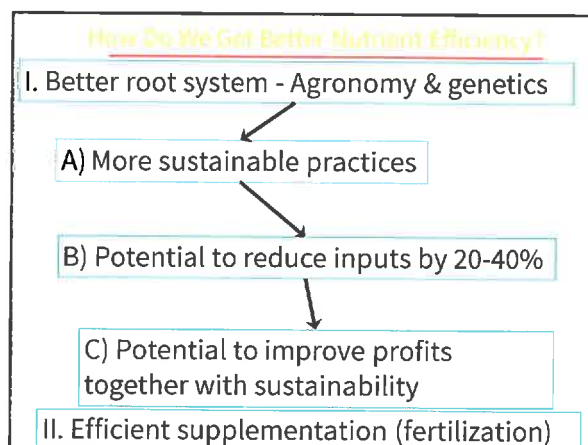 How Do We Get Better Nutrient Efficiency?
I. Better root system - Agronomy & genetics
A) More sustainable practices
B) Potential to reduce inputs by 20-40%
C) Potential to improve profits
together with sustainability
II. Efficient supplementation (fertilization)